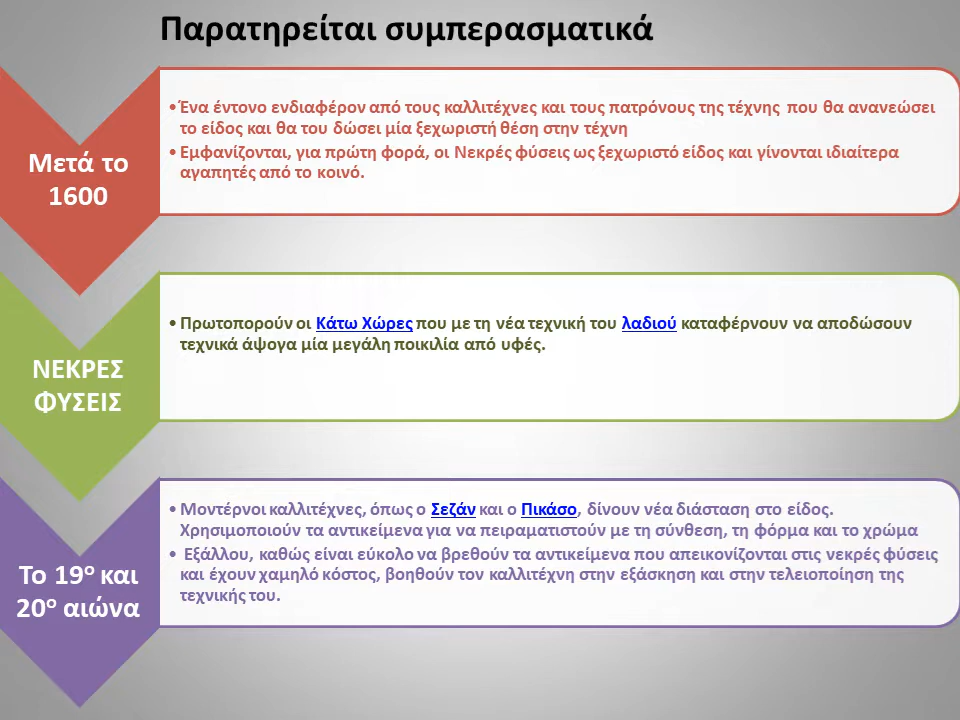 Παρατηρείται συμπερασματικά
Μετά το
1600
•Ένα έντονο ενδιαφέρον από τους καλλιτέχνες και τους πατρόνους της τέχνης που θα ανανεώσει
το είδος και θα του δώσει μία ξεχωριστή θέση στην τέχνη
•Εμφανίζονται, για πρώτη φορά, οι Νεκρές φύσεις ως ξεχωριστό είδος και γίνονται ιδιαίτερα
αγαπητές από το κοινό.
ΝΕΚΡΕΣ
ΦΥΣΕΙΣ
•Πρωτοπορούν οι Κάτω Χώρες που με τη νέα τεχνική του λαδιού καταφέρνουν να αποδώσουν
τεχνικά άψογα μία μεγάλη ποικιλία από υφές.
Το 19ο και
20ο αιώνα
•Μοντέρνοι καλλιτέχνες, όπως ο Σεζάν και ο Πικάσο, δίνουν νέα διάσταση στο είδος.
Χρησιμοποιούν τα αντικείμενα για να πειραματιστούν με τη σύνθεση, τη φόρμα και το χρώμα
• Εξάλλου, καθώς είναι εύκολο να βρεθούν τα αντικείμενα που απεικονίζονται στις νεκρές φύσεις
και έχουν χαμηλό κόστος, βοηθούν τον καλλιτέχνη στην εξάσκηση και στην τελειοποίηση της
τεχνικής του.